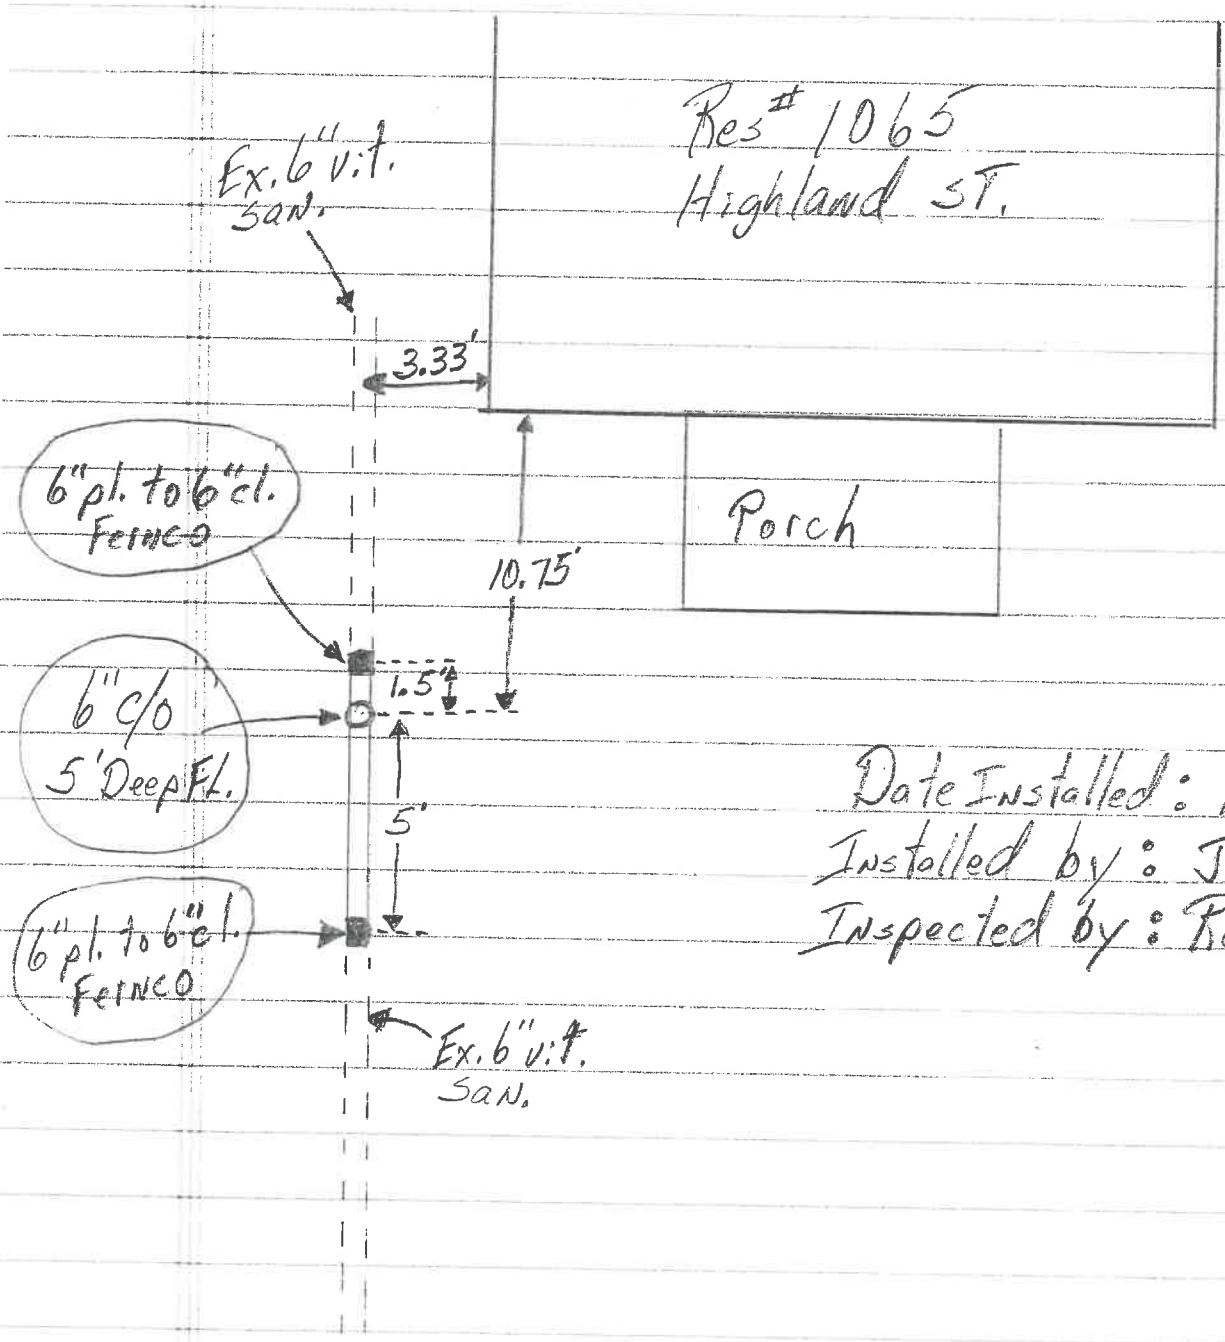 Res# 1065
Highland ST.
Ex. 6" vit.
SAN.
3.33'
6" pl. to 6" cl.
Fernco
Porch
10.75'
1.5'
6" c/o
5' Deep FL.
5'
Date Installed:
Installed by: J
Inspected by: R
6" pl. to 6" cl.
Fernco
Ex. 6" vit.
SAN.